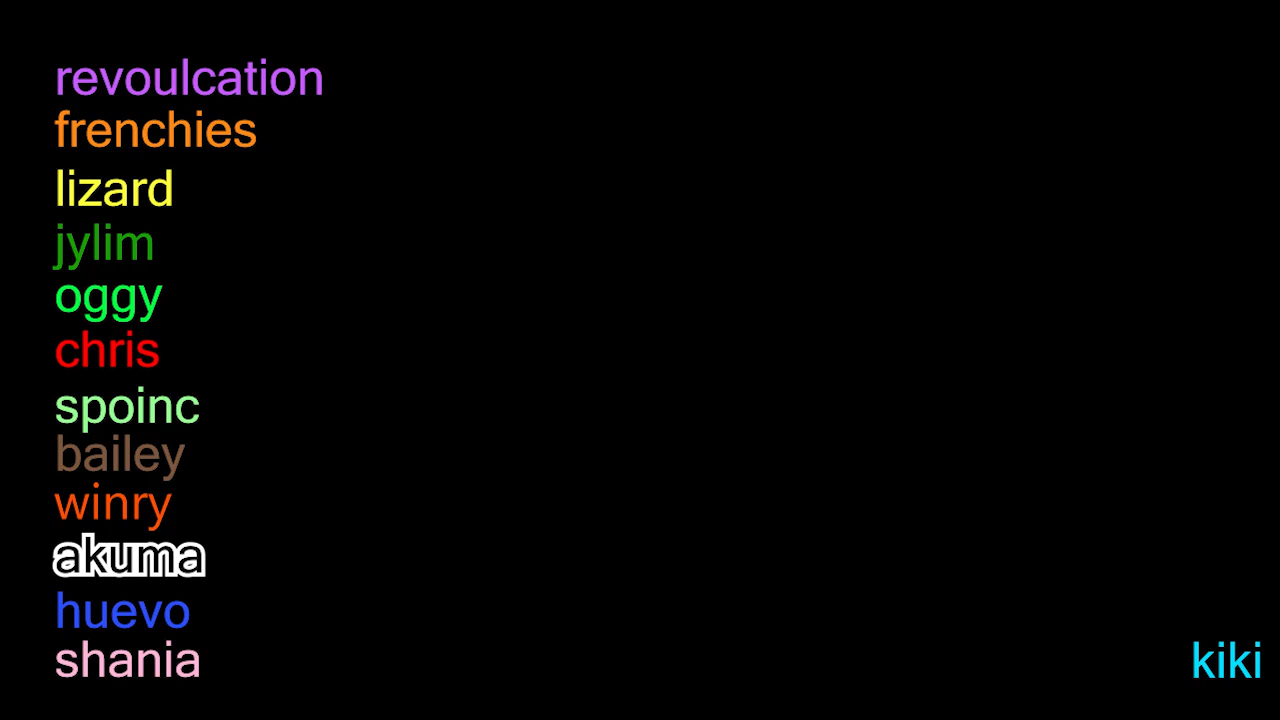 revoulcation
frenchies
lizard
jylim
oggy
chris
spoinc
bailey
winry
akuma
huevo
shania
kiki